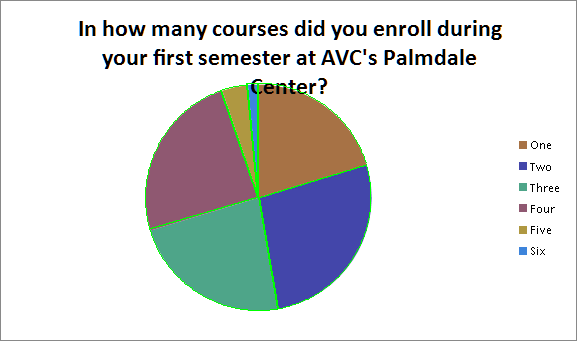 In how many courses did you enroll during
your first semester at AVC's Palmdale
Center?
One
Two
Three
Four
Five
Six